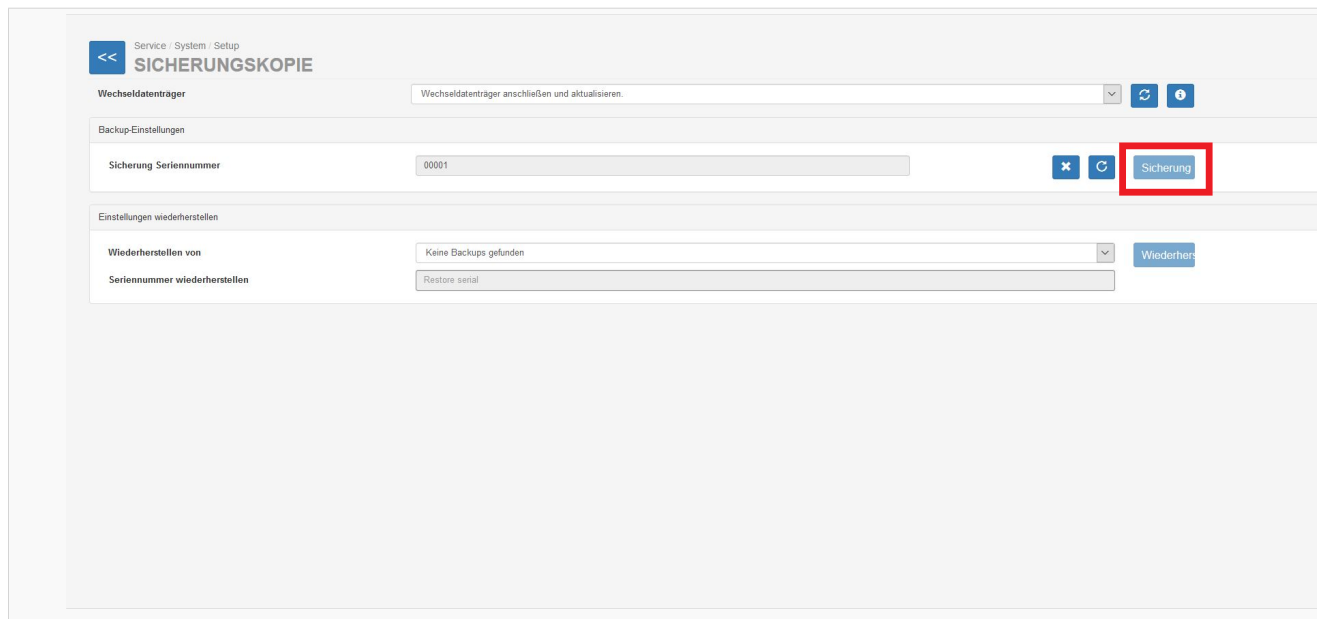 <<
Service / System / Setup
SICHERUNGSKOPIE
Wechseldatenträger
Wechseldatenträger anschließen und aktualisieren.
Backup-Einstellungen
Sicherung Seriennummer
00001
Sicherung
Einstellungen wiederherstellen
Wiederherstellen von
Keine Backups gefunden
Wiederhers
Seriennummer wiederherstellen
Restore serial